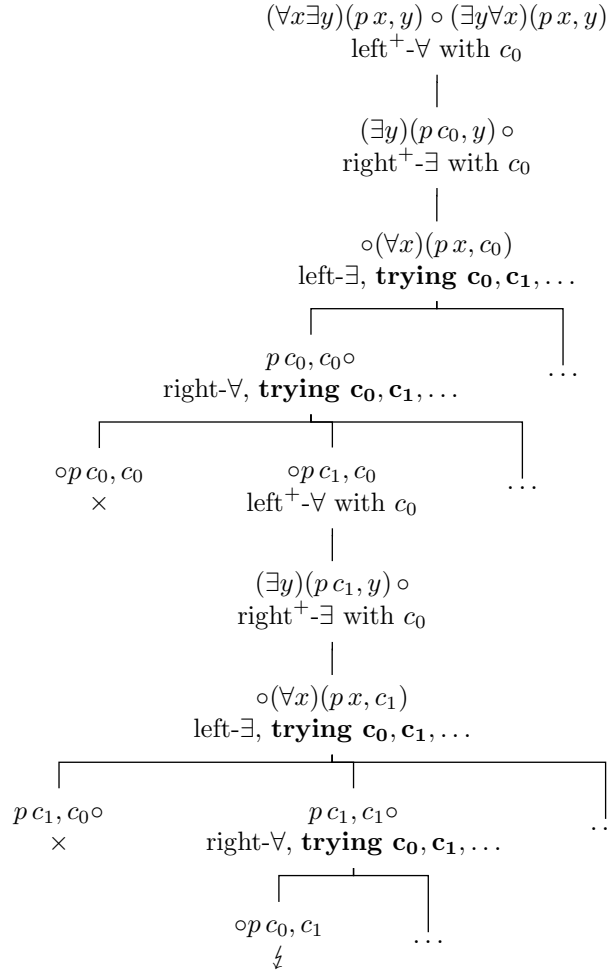 (∀x∃y)(p x, y) ∘ (∃y∀x)(p x, y)
left⁺-∀ with c₀
(∃y)(p c₀, y) ∘
right⁺-∃ with c₀
∘(∀x)(p x, c₀)
left-∃, trying c₀, c₁, …
p c₀, c₀∘
…
right-∀, trying c₀, c₁, …
∘p c₀, c₀
∘p c₁, c₀
…
×
left⁺-∀ with c₀
(∃y)(p c₁, y) ∘
right⁺-∃ with c₀
∘(∀x)(p x, c₁)
left-∃, trying c₀, c₁, …
p c₁, c₀∘
p c₁, c₁∘
..
×
right-∀, trying c₀, c₁, …
∘p c₀, c₁
…
↯